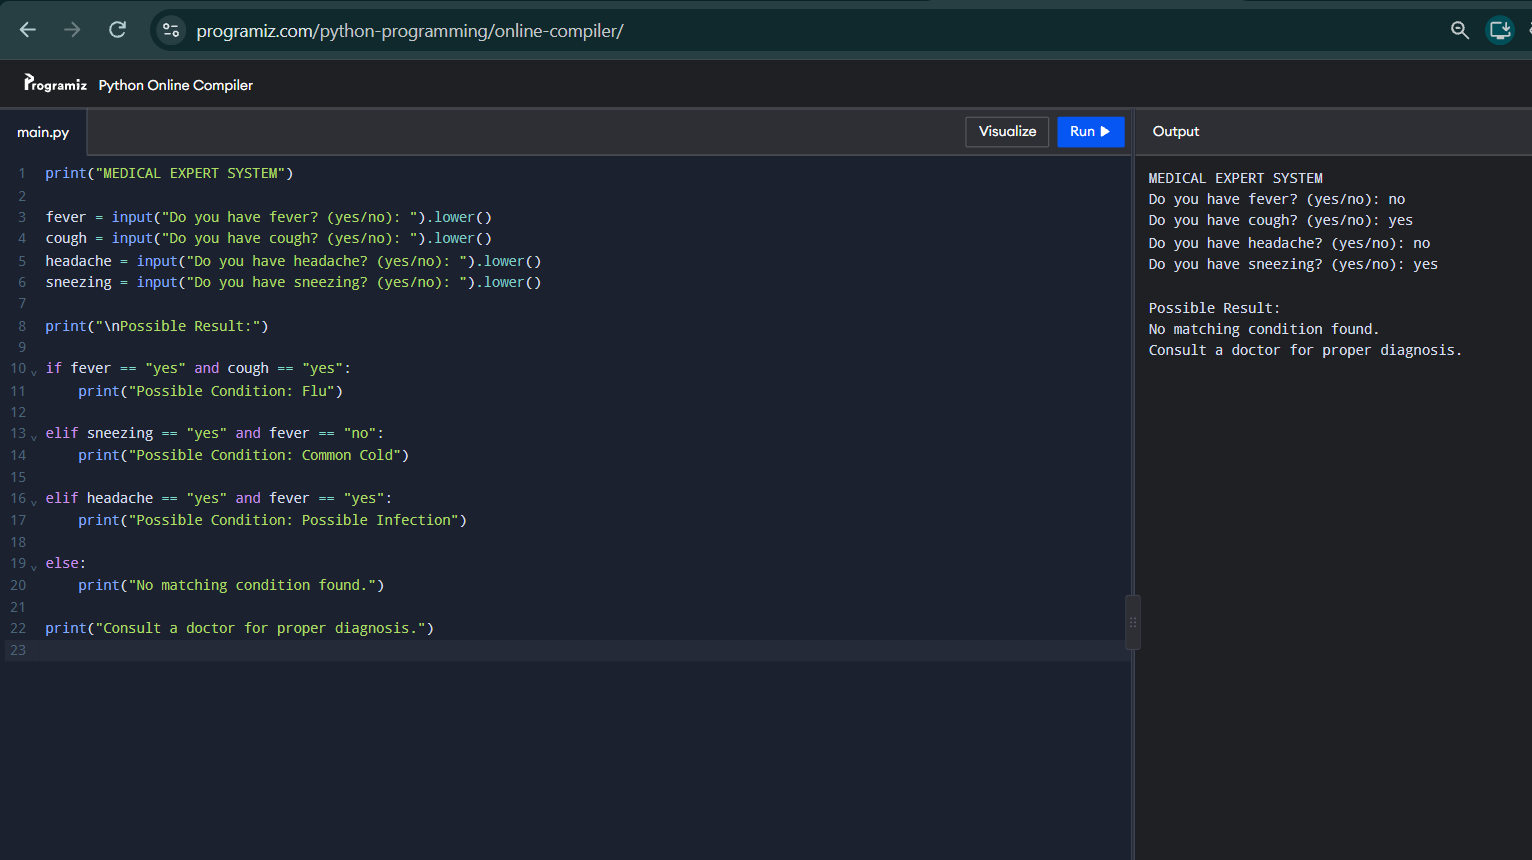 programiz.com/python-programming/online-compiler/
Programiz Python Online Compiler
main.py
Visualize
Run
Output
1 print("MEDICAL EXPERT SYSTEM")
2
3 fever = input("Do you have fever? (yes/no): ").lower()
4 cough = input("Do you have cough? (yes/no): ").lower()
5 headache = input("Do you have headache? (yes/no): ").lower()
6 sneezing = input("Do you have sneezing? (yes/no): ").lower()
7
8 print("\nPossible Result:")
9
10 if fever == "yes" and cough == "yes":
11     print("Possible Condition: Flu")
12
13 elif sneezing == "yes" and fever == "no":
14     print("Possible Condition: Common Cold")
15
16 elif headache == "yes" and fever == "yes":
17     print("Possible Condition: Possible Infection")
18
19 else:
20     print("No matching condition found.")
21
22 print("Consult a doctor for proper diagnosis.")
23
MEDICAL EXPERT SYSTEM
Do you have fever? (yes/no): no
Do you have cough? (yes/no): yes
Do you have headache? (yes/no): no
Do you have sneezing? (yes/no): yes

Possible Result:
No matching condition found.
Consult a doctor for proper diagnosis.